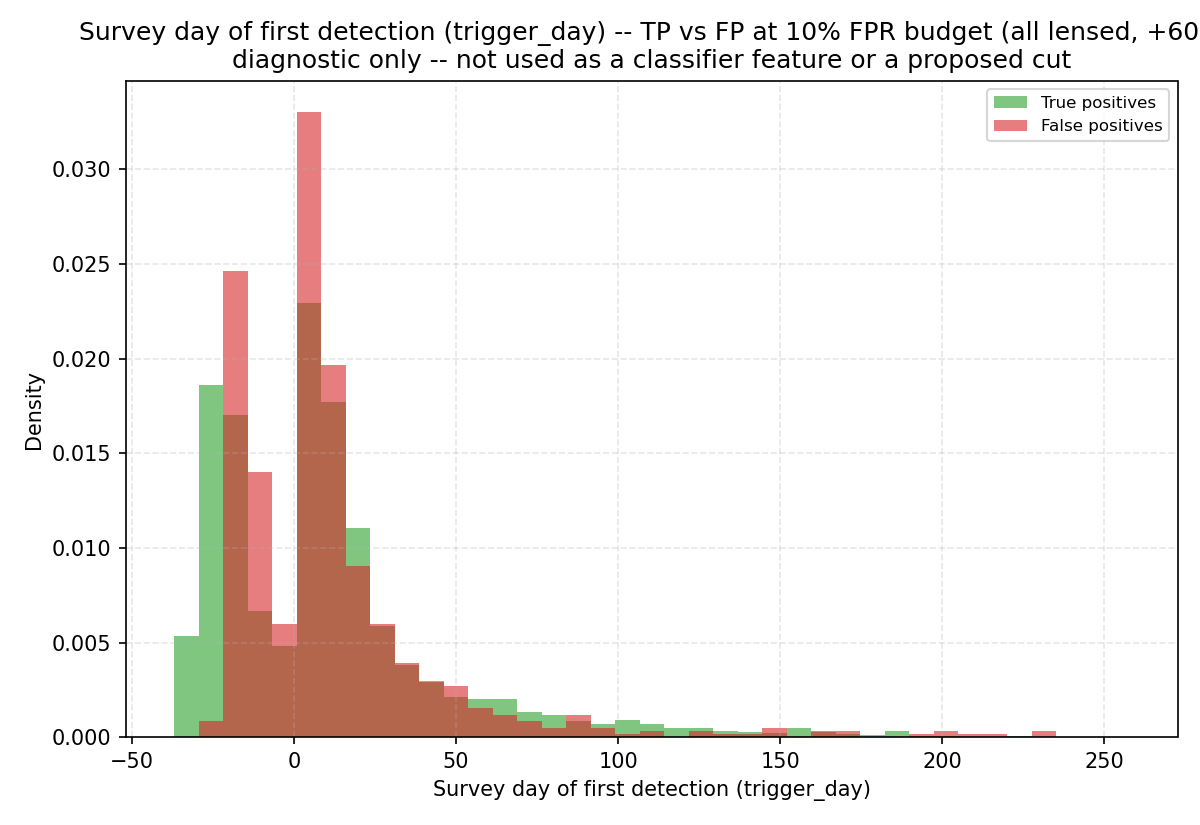 Survey day of first detection (trigger_day) -- TP vs FP at 10% FPR budget (all lensed, +60
diagnostic only -- not used as a classifier feature or a proposed cut
True positives
False positives
0.030
0.025
0.020
0.015
0.010
0.005
0.000
Density
−50
0
50
100
150
200
250
Survey day of first detection (trigger_day)